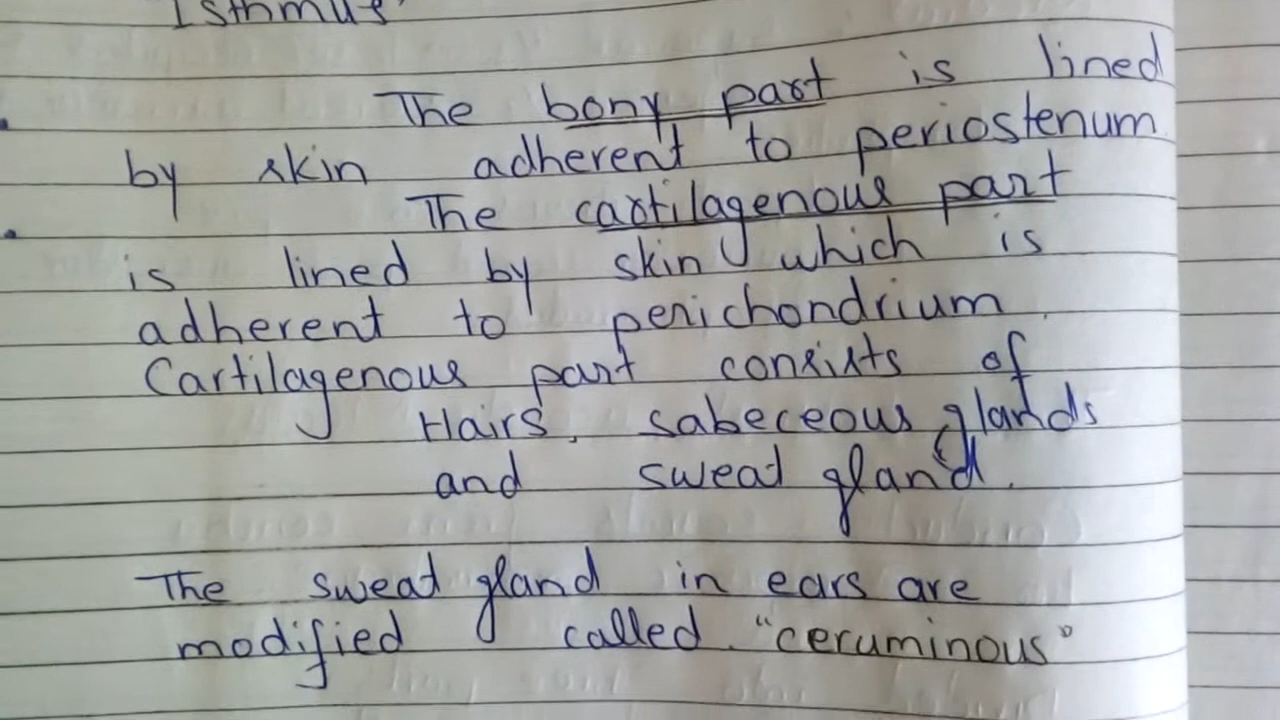 Isthmus
The bony part is lined
by skin adherent to periostenum
The cartilagenous part
is lined by skin which is
adherent to perichondrium.
Cartilagenous part consists of
Hairs, sabeceous glands
and sweat gland.
The sweat gland in ears are
modified called "ceruminous"